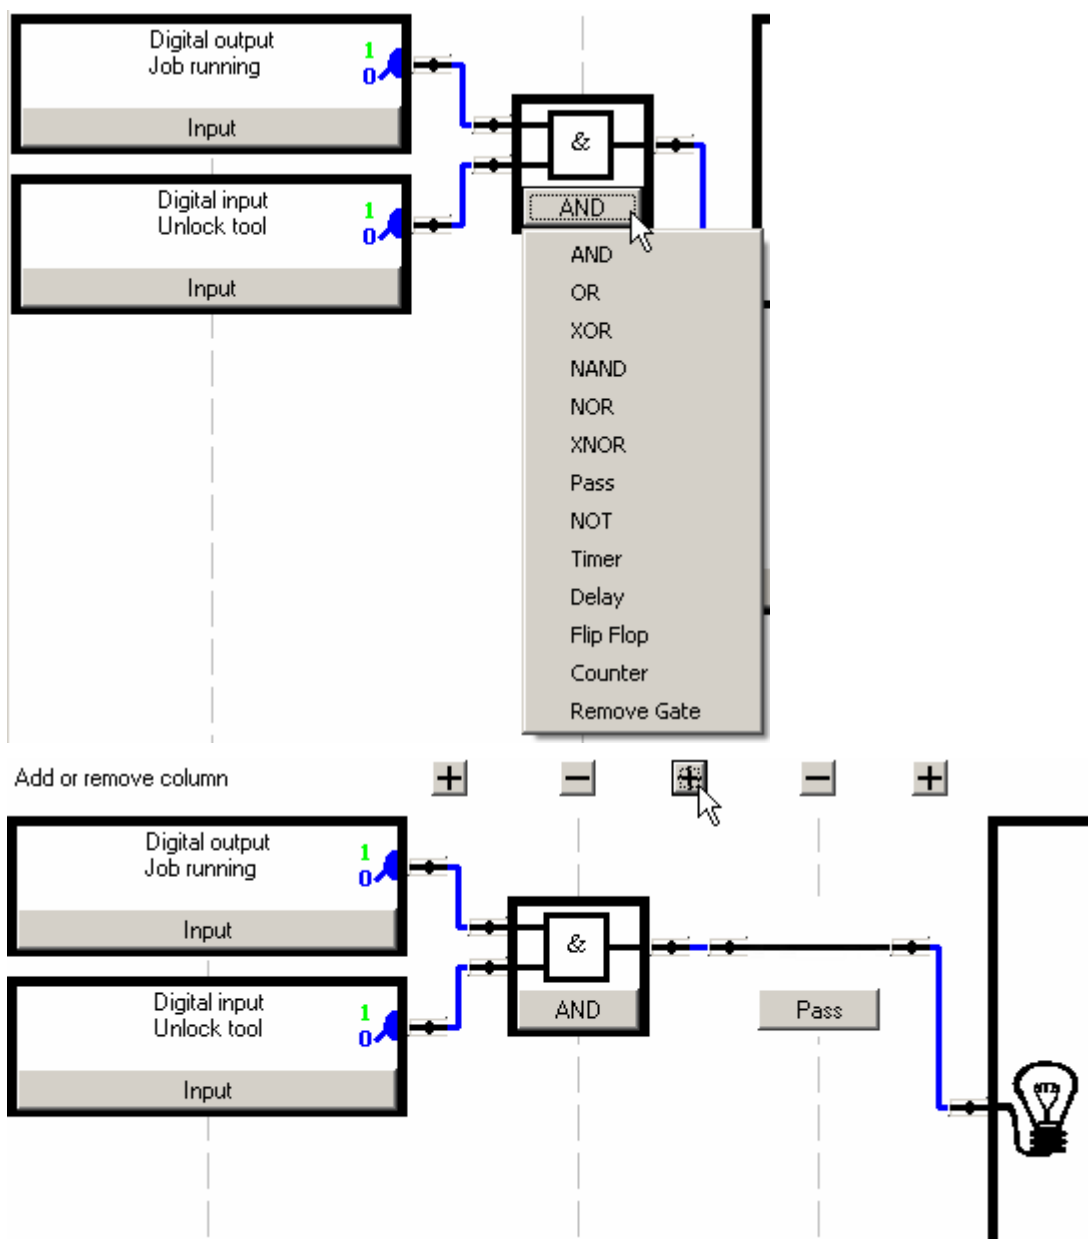 Digital output
Job running
1
0
Input
&
AND
Digital input
Unlock tool
1
0
Input
AND
OR
XOR
NAND
NOR
XNOR
Pass
NOT
Timer
Delay
Flip Flop
Counter
Remove Gate
Add or remove column
+
−
+
−
+
Digital output
Job running
1
0
Input
&
AND
Pass
Digital input
Unlock tool
1
0
Input